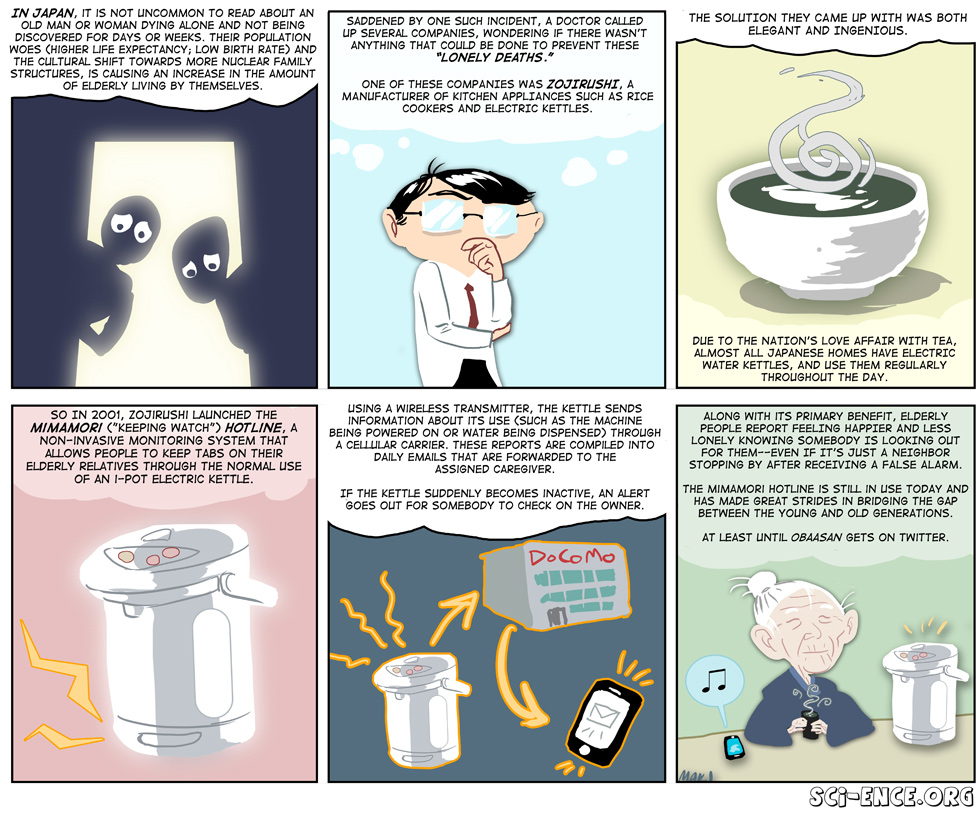 IN JAPAN, IT IS NOT UNCOMMON TO READ ABOUT AN
OLD MAN OR WOMAN DYING ALONE AND NOT BEING
DISCOVERED FOR DAYS OR WEEKS. THEIR POPULATION
WOES (HIGHER LIFE EXPECTANCY; LOW BIRTH RATE) AND
THE CULTURAL SHIFT TOWARDS MORE NUCLEAR FAMILY
STRUCTURES, IS CAUSING AN INCREASE IN THE AMOUNT
OF ELDERLY LIVING BY THEMSELVES.
SADDENED BY ONE SUCH INCIDENT, A DOCTOR CALLED
UP SEVERAL COMPANIES, WONDERING IF THERE WASN'T
ANYTHING THAT COULD BE DONE TO PREVENT THESE
"LONELY DEATHS."
ONE OF THESE COMPANIES WAS ZOJIRUSHI, A
MANUFACTURER OF KITCHEN APPLIANCES SUCH AS RICE
COOKERS AND ELECTRIC KETTLES.
THE SOLUTION THEY CAME UP WITH WAS BOTH
ELEGANT AND INGENIOUS.
DUE TO THE NATION'S LOVE AFFAIR WITH TEA,
ALMOST ALL JAPANESE HOMES HAVE ELECTRIC
WATER KETTLES, AND USE THEM REGULARLY
THROUGHOUT THE DAY.
SO IN 2001, ZOJIRUSHI LAUNCHED THE
MIMAMORI ("KEEPING WATCH") HOTLINE, A
NON-INVASIVE MONITORING SYSTEM THAT
ALLOWS PEOPLE TO KEEP TABS ON THEIR
ELDERLY RELATIVES THROUGH THE NORMAL USE
OF AN I-POT ELECTRIC KETTLE.
USING A WIRELESS TRANSMITTER, THE KETTLE SENDS
INFORMATION ABOUT ITS USE (SUCH AS THE MACHINE
BEING POWERED ON OR WATER BEING DISPENSED) THROUGH
A CELLULAR CARRIER. THESE REPORTS ARE COMPILED INTO
DAILY EMAILS THAT ARE FORWARDED TO THE
ASSIGNED CAREGIVER.
IF THE KETTLE SUDDENLY BECOMES INACTIVE, AN ALERT
GOES OUT FOR SOMEBODY TO CHECK ON THE OWNER.
DoCoMo
ALONG WITH ITS PRIMARY BENEFIT, ELDERLY
PEOPLE REPORT FEELING HAPPIER AND LESS
LONELY KNOWING SOMEBODY IS LOOKING OUT
FOR THEM--EVEN IF IT'S JUST A NEIGHBOR
STOPPING BY AFTER RECEIVING A FALSE ALARM.
THE MIMAMORI HOTLINE IS STILL IN USE TODAY AND
HAS MADE GREAT STRIDES IN BRIDGING THE GAP
BETWEEN THE YOUNG AND OLD GENERATIONS.
AT LEAST UNTIL OBAASAN GETS ON TWITTER.
SCI-ENCE.ORG